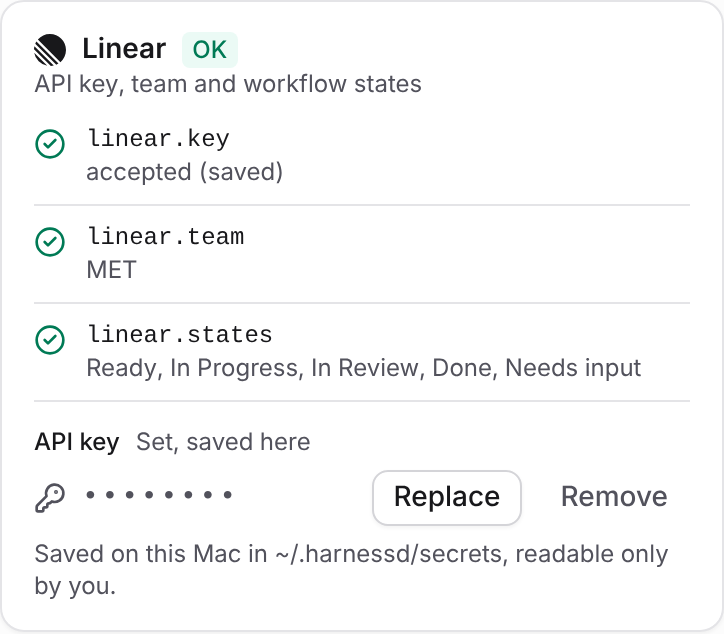 Linear OK
API key, team and workflow states
linear.key
accepted (saved)
linear.team
MET
linear.states
Ready, In Progress, In Review, Done, Needs input
API key Set, saved here
• • • • • • • • Replace Remove
Saved on this Mac in ~/.harnessd/secrets, readable only
by you.